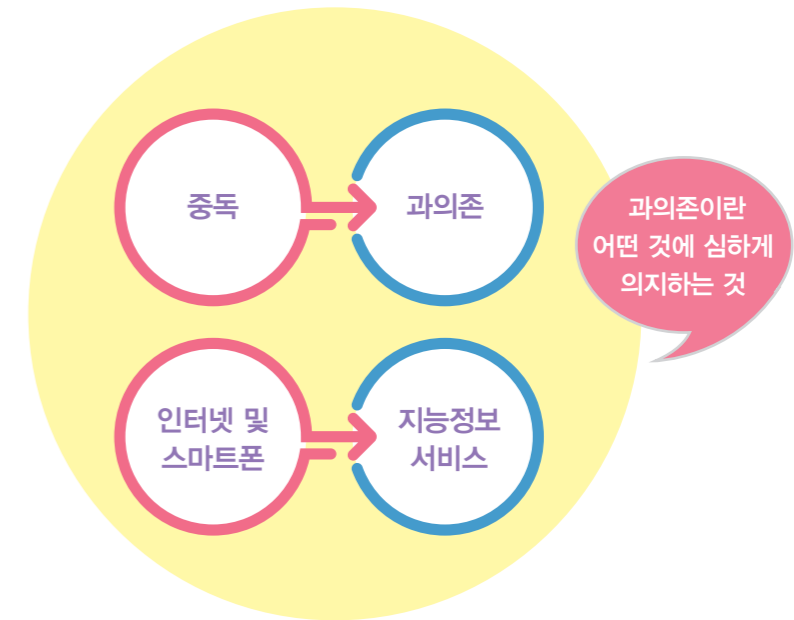 중독
과의존
과의존이란
어떤 것에 심하게
의지하는 것
인터넷 및
스마트폰
지능정보
서비스